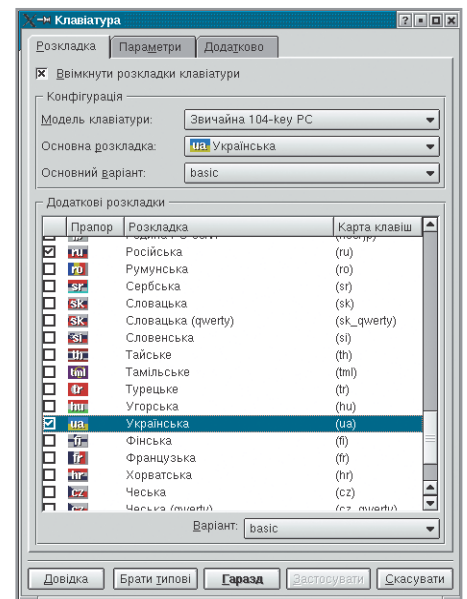 Клавіатура
Розкладка Параметри Додатково
Ввімкнути розкладки клавіатури
Конфігурація
Модель клавіатури: Звичайна 104-key PC
Основна розкладка: ua Українська
Основний варіант: basic
Додаткові розкладки
Прапор Розкладка Карта клавіш
ru Російська (ru)
ro Румунська (ro)
sr Сербська (sr)
sk Словацька (sk)
sk Словацька (qwerty) (sk_qwerty)
si Словенська (si)
th Тайське (th)
tml Тамільське (tml)
tr Турецьке (tr)
hu Угорська (hu)
ua Українська (ua)
fi Фінська (fi)
fr Французька (fr)
hr Хорватська (hr)
cz Чеська (cz)
cz Чеська (qwerty) (cz_qwerty)
Варіант: basic
Довідка Брати типові Гаразд Застосувати Скасувати